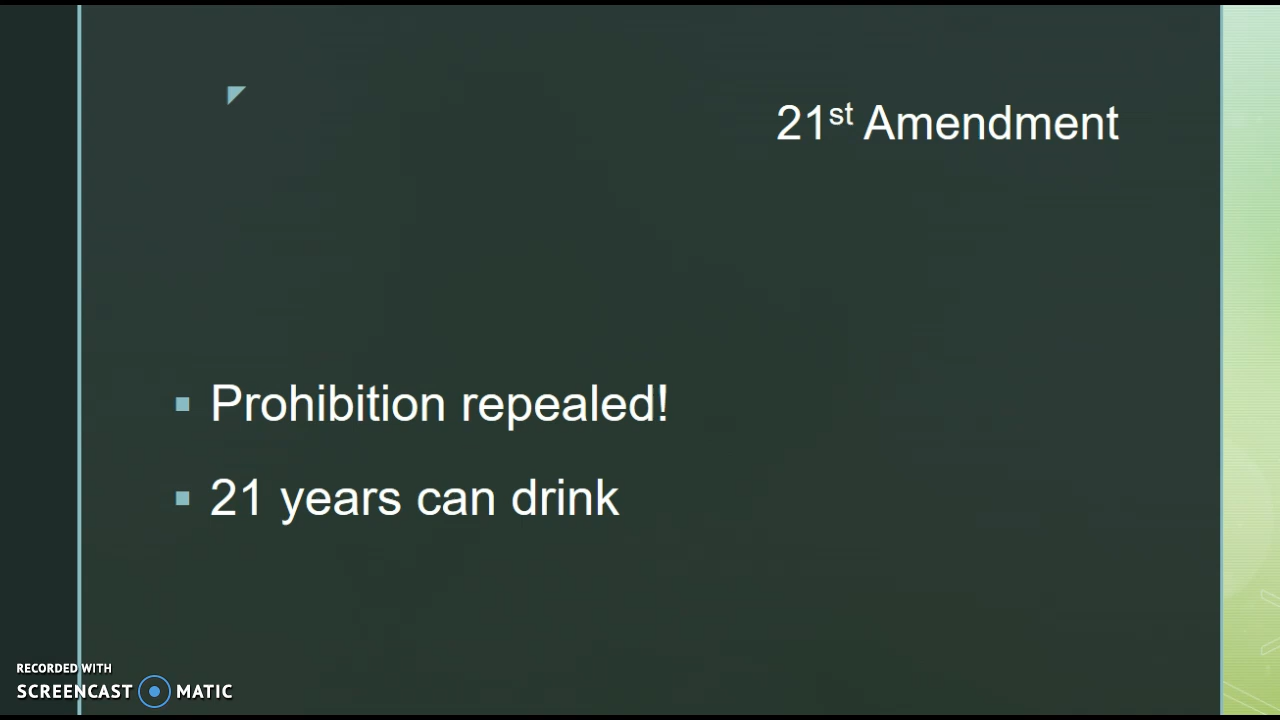 21st Amendment
Prohibition repealed!
21 years can drink
RECORDED WITH
SCREENCAST MATIC